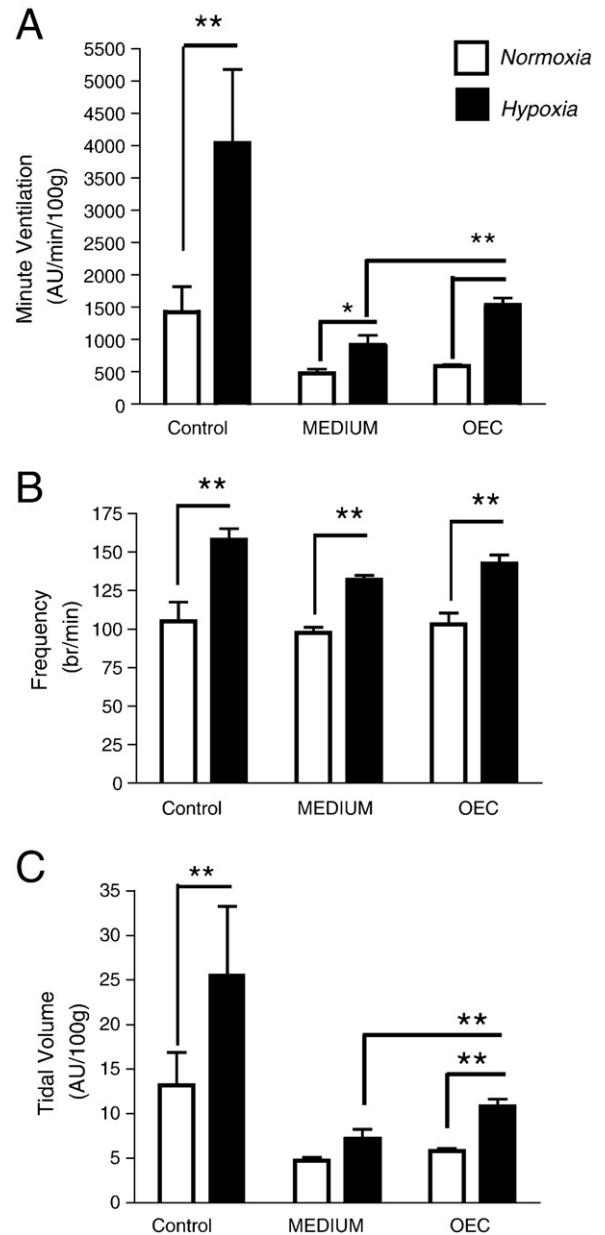 A
**
Normoxia
Hypoxia
Minute Ventilation
(AU/min/100g)
5500
5000
4500
4000
3500
3000
2500
2000
1500
1000
500
0
**
*
Control
MEDIUM
OEC
B
Frequency
(br/min)
175
150
125
100
75
50
25
0
**
**
**
Control
MEDIUM
OEC
C
Tidal Volume
(AU/100g)
35
30
25
20
15
10
5
0
**
**
**
Control
MEDIUM
OEC